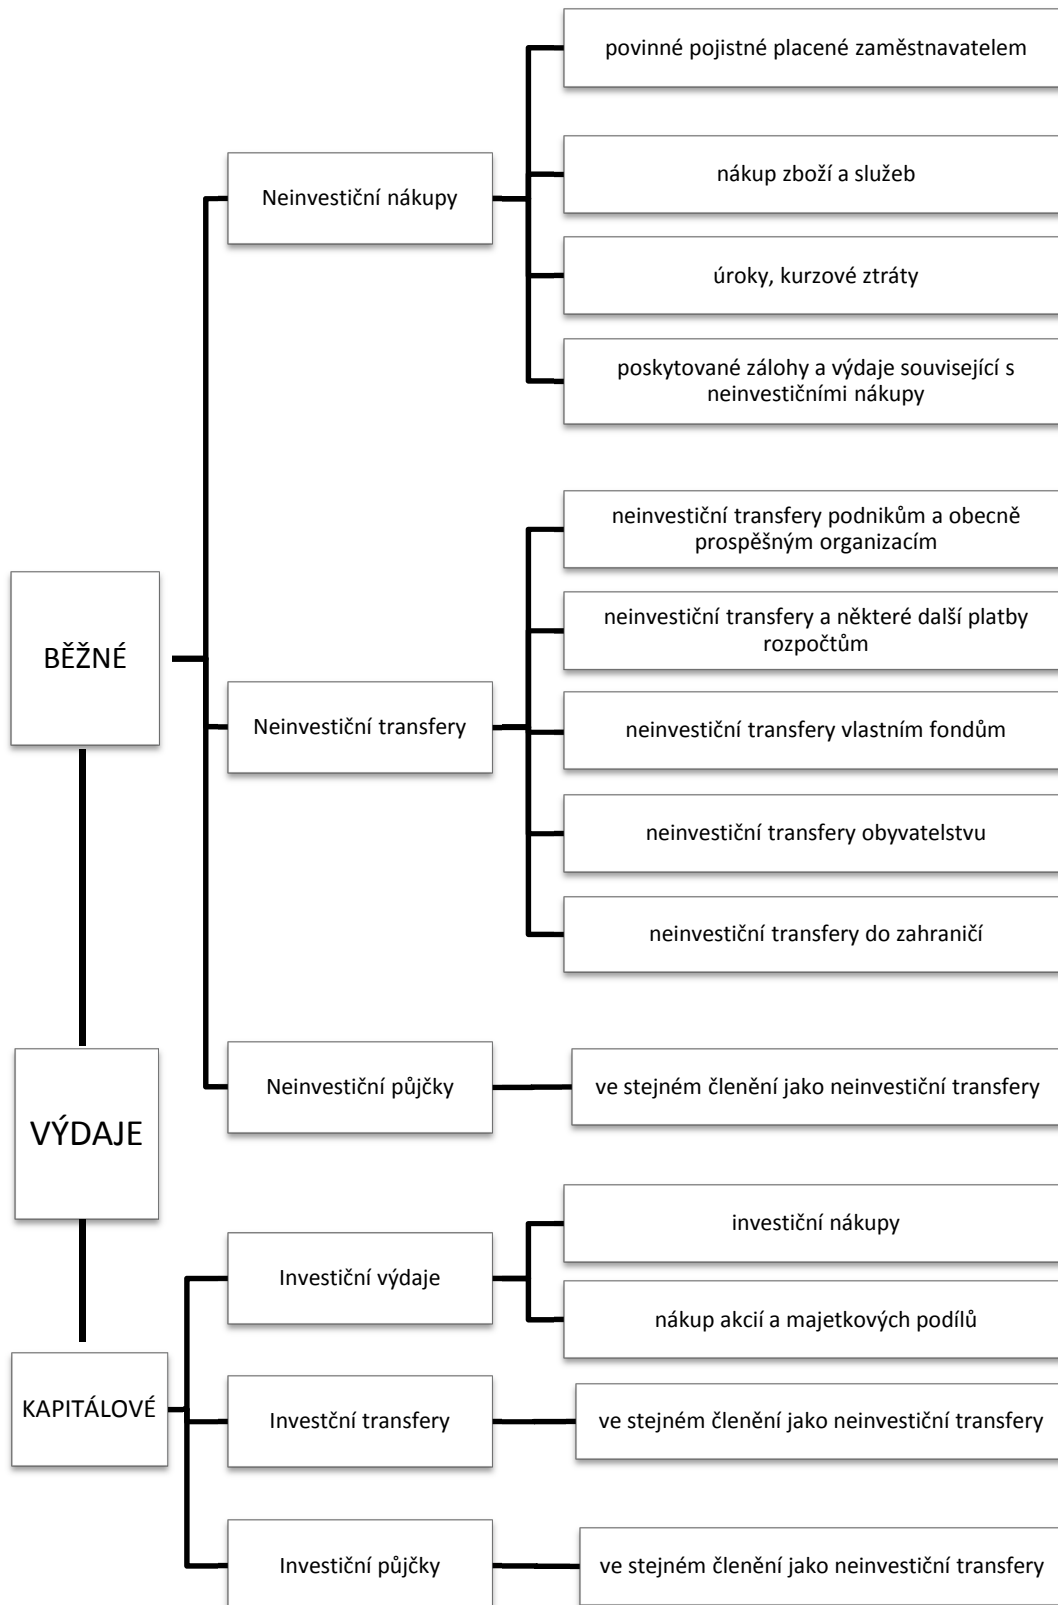 povinné pojistné placené zaměstnavatelem
Neinvestiční nákupy
nákup zboží a služeb
úroky, kurzové ztráty
poskytované zálohy a výdaje související s
neinvestičními nákupy
BĚŽNÉ
Neinvestiční transfery
neinvestiční transfery podnikům a obecně
prospěšným organizacím
neinvestiční transfery a některé další platby
rozpočtům
neinvestiční transfery vlastním fondům
neinvestiční transfery obyvatelstvu
neinvestiční transfery do zahraničí
Neinvestiční půjčky
ve stejném členění jako neinvestiční transfery
VÝDAJE
KAPITÁLOVÉ
Investiční výdaje
investiční nákupy
nákup akcií a majetkových podílů
Investční transfery
ve stejném členění jako neinvestiční transfery
Investiční půjčky
ve stejném členění jako neinvestiční transfery